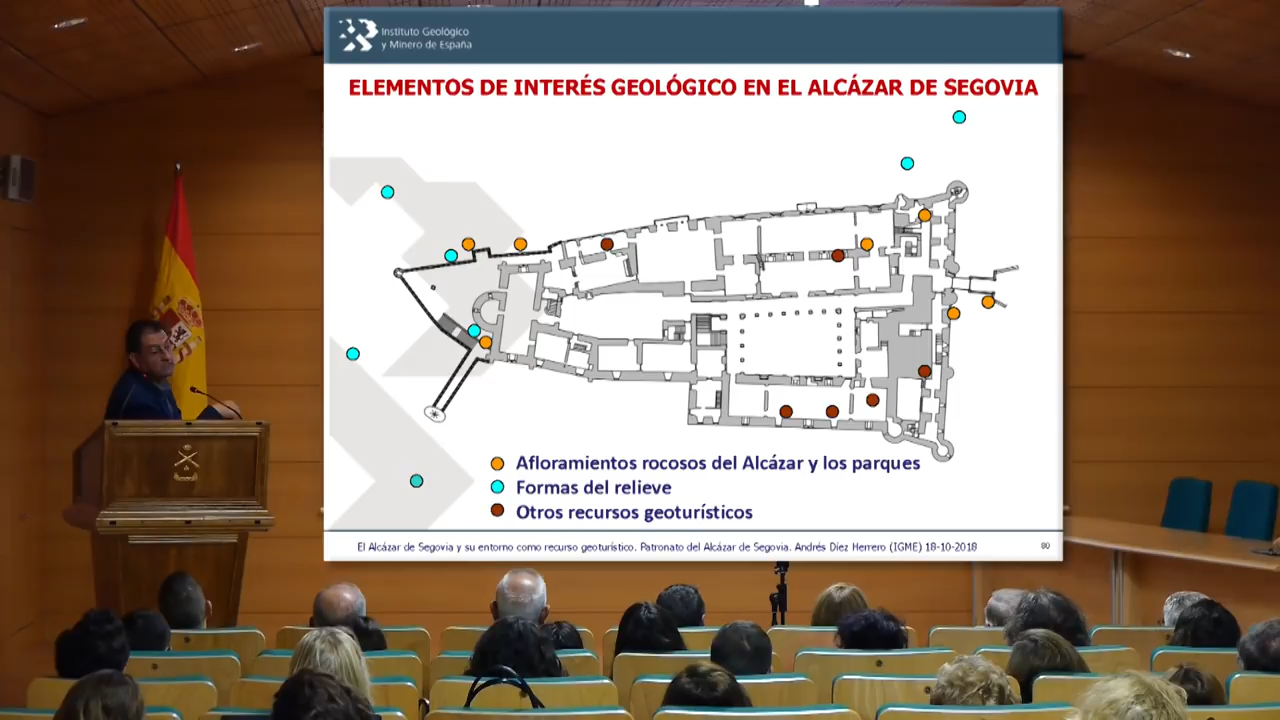 Instituto Geológico
y Minero de España
ELEMENTOS DE INTERÉS GEOLÓGICO EN EL ALCÁZAR DE SEGOVIA
Afloramientos rocosos del Alcázar y los parques
Formas del relieve
Otros recursos geoturísticos
El Alcázar de Segovia y su entorno como recurso geoturístico. Patronato del Alcázar de Segovia. Andrés Díez Herrero (IGME) 18-10-2018
80